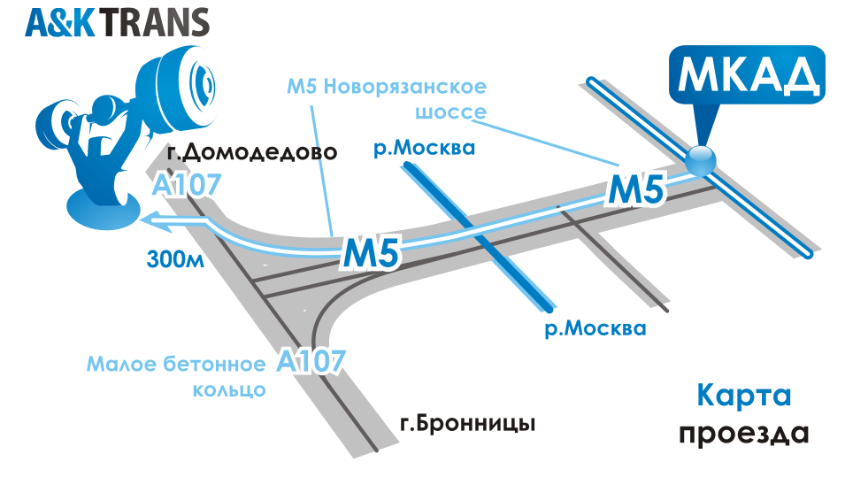 A&K TRANS
МКАД
М5 Новорязанское
шоссе
г.Домодедово
р.Москва
А107
М5
М5
300м
р.Москва
Малое бетонное
кольцо
А107
г.Бронницы
Карта
проезда